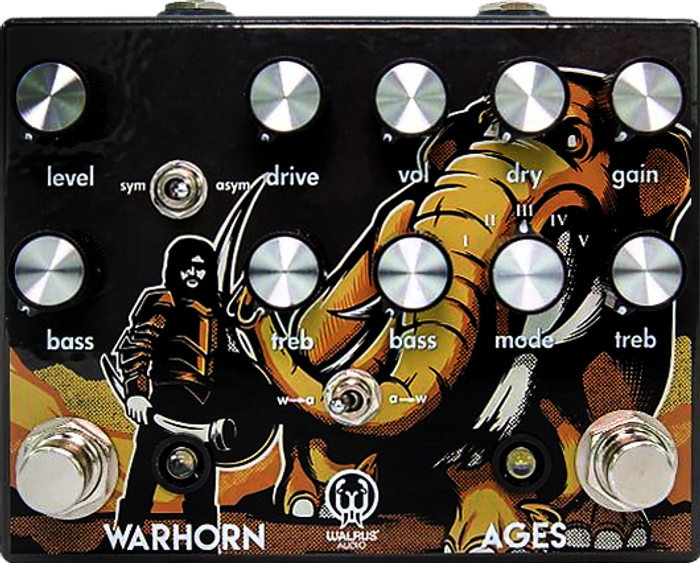 level
drive
vol
dry
gain
sym
asym
I
II
III
IV
V
bass
treb
bass
mode
treb
w→a
a→w
WARHORN
WALRUS
AUDIO
AGES